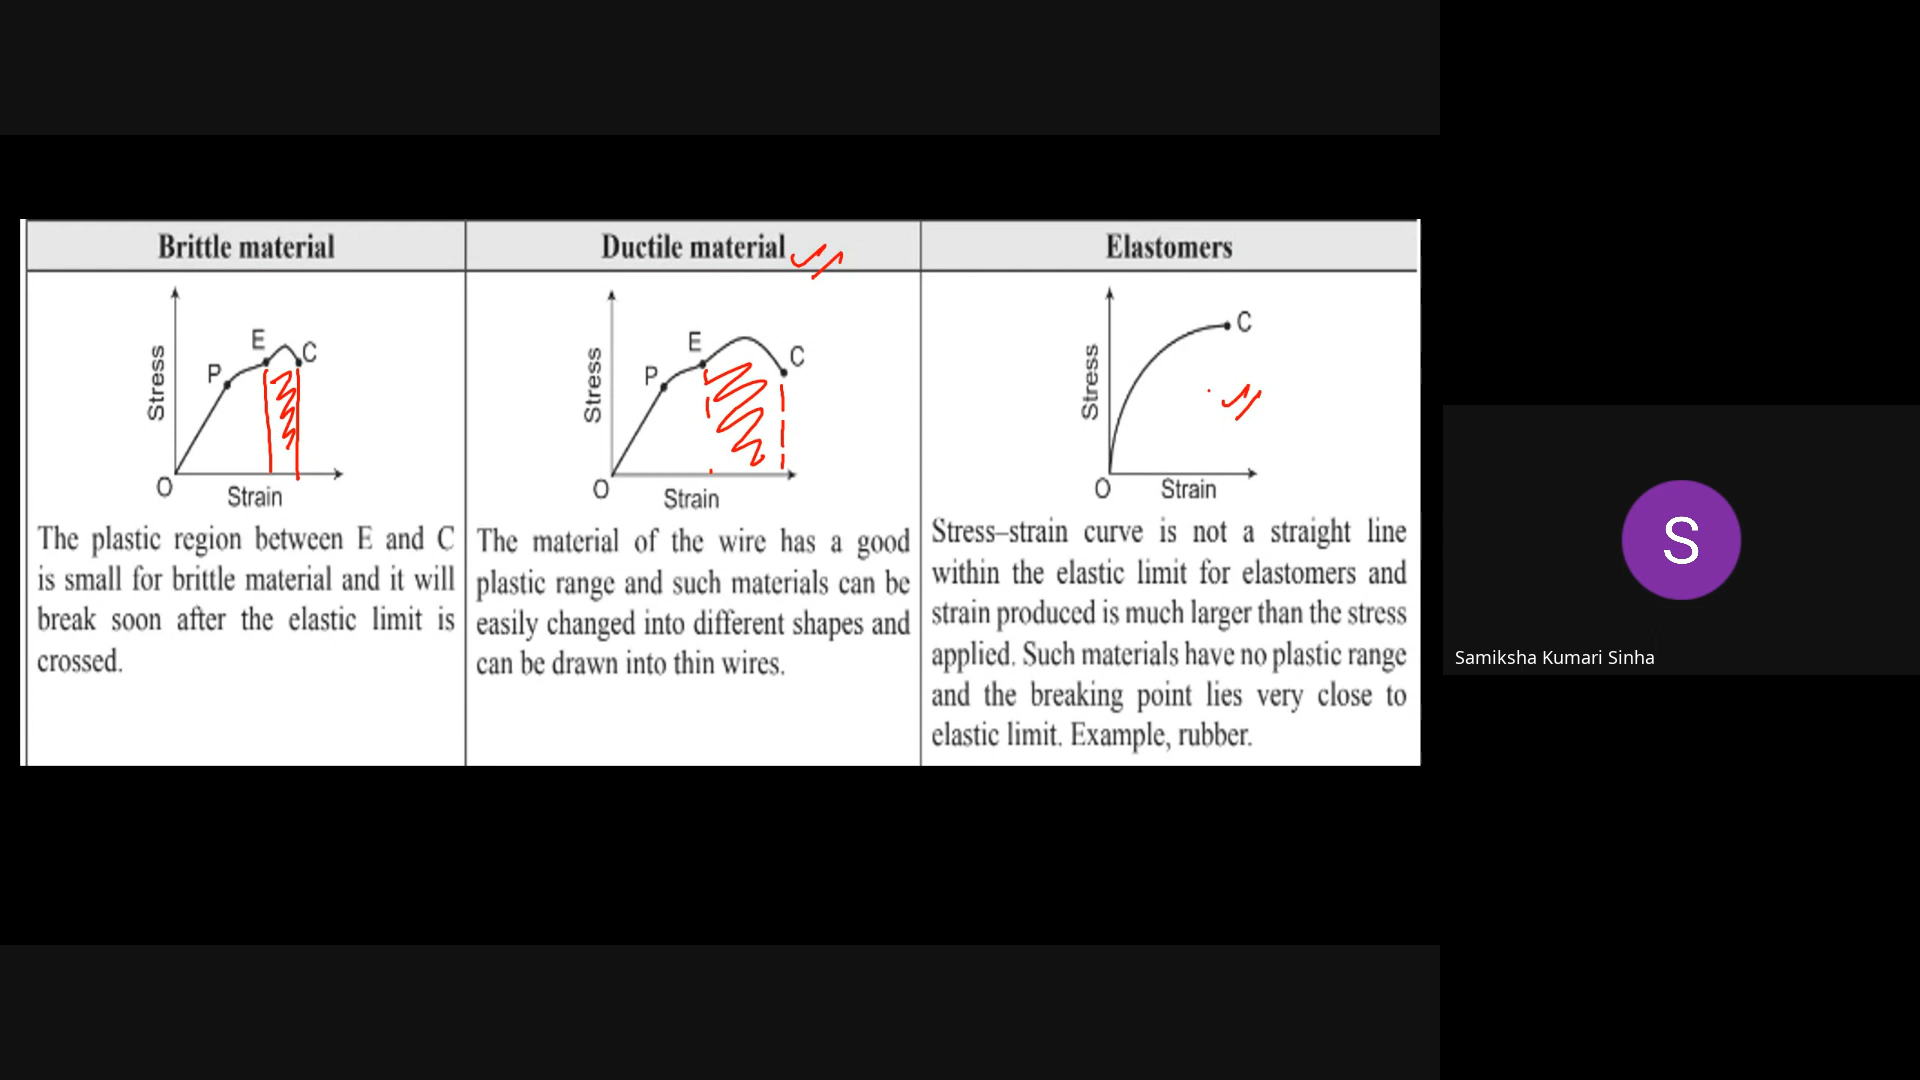 Brittle material
Stress
E
C
P
O
Strain
The plastic region between E and C
is small for brittle material and it will
break soon after the elastic limit is
crossed.
Ductile material
Stress
E
C
P
O
Strain
The material of the wire has a good
plastic range and such materials can be
easily changed into different shapes and
can be drawn into thin wires.
Elastomers
Stress
C
O
Strain
Stress–strain curve is not a straight line
within the elastic limit for elastomers and
strain produced is much larger than the stress
applied. Such materials have no plastic range
and the breaking point lies very close to
elastic limit. Example, rubber.
S
Samiksha Kumari Sinha